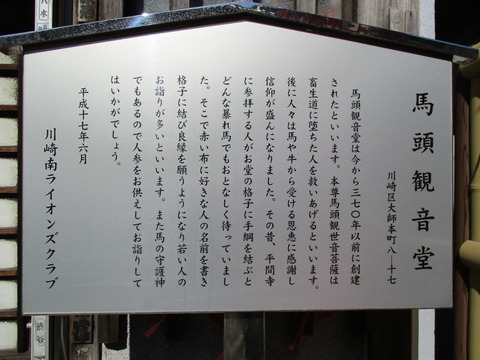 馬頭観音堂
川崎区大師本町八-十七
馬頭観音堂は今から三七〇年以前に創建
されたといいます。本尊馬頭観世音菩薩は
畜生道に堕ちた人を救いあげるといいます。
後に人々は馬や牛から受ける恩恵に感謝し
信仰が盛んになりました。その昔、平間寺
に参拝する人がお堂の格子に手綱を結ぶと
どんな暴れ馬でもおとなしく待っていまし
た。そこで赤い布に好きな人の名前を書き
格子に結び良縁を願うようになり若い人の
お詣りが多いといいます。また馬の守護神
でもあるので人参をお供えしてお詣りして
はいかがでしょう。
平成十七年六月
川崎南ライオンズクラブ
八木
渋谷